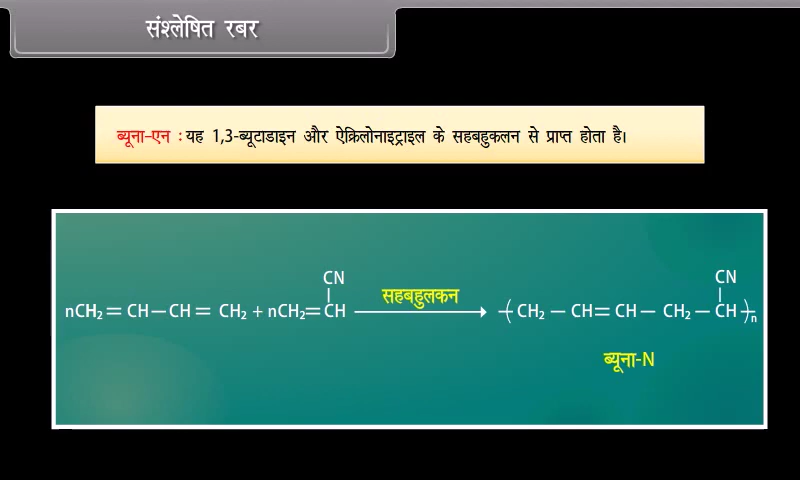 संश्लेषित रबर
ब्यूना-एन : यह 1,3-ब्यूटाडाइन और ऐक्रिलोनाइट्राइल के सहबहुकलन से प्राप्त होता है।
CN CN
nCH₂ = CH — CH = CH₂ + nCH₂ = CH सहबहुलकन —( CH₂ — CH = CH — CH₂ — CH )—n
ब्यूना-N